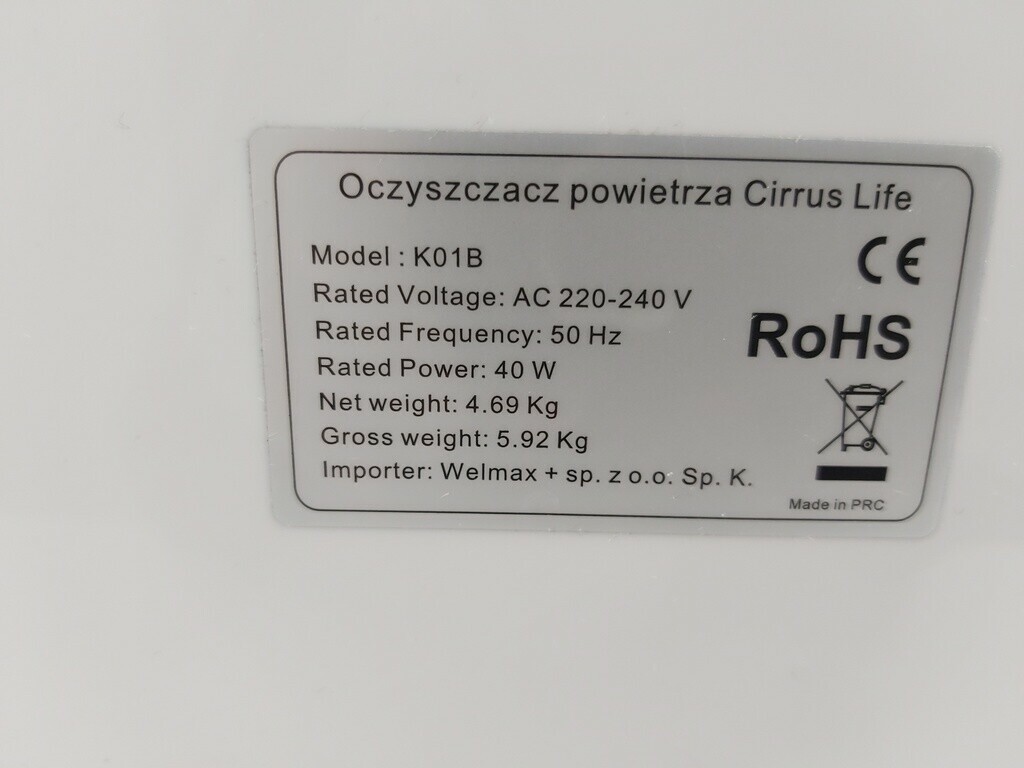 Oczyszczacz powietrza Cirrus Life
Model : K01B
Rated Voltage: AC 220-240 V
Rated Frequency: 50 Hz
Rated Power: 40 W
Net weight: 4.69 Kg
Gross weight: 5.92 Kg
Importer: Welmax + sp. z o.o. Sp. K.
CE
RoHS
Made in PRC